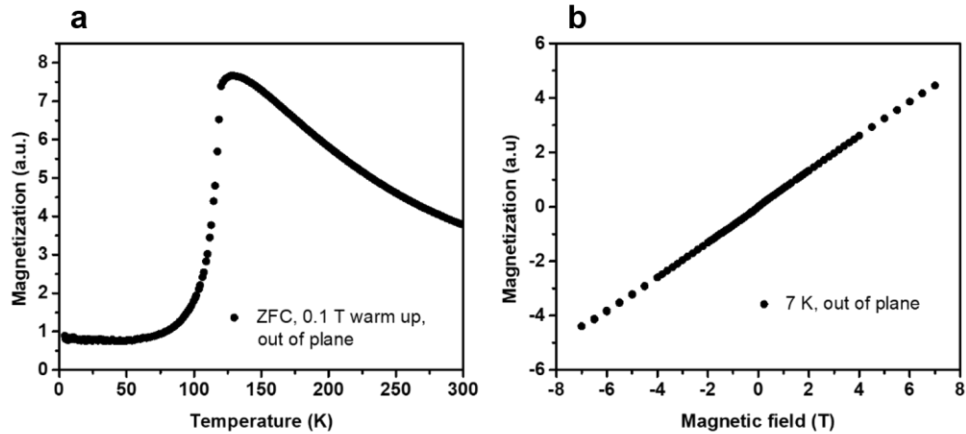 a
Magnetization (a.u.)
8
7
6
5
4
3
2
1
0
ZFC, 0.1 T warm up,
out of plane
0 50 100 150 200 250 300
Temperature (K)
b
Magnetization (a.u)
6
4
2
0
-2
-4
-6
7 K, out of plane
-8 -6 -4 -2 0 2 4 6 8
Magnetic field (T)